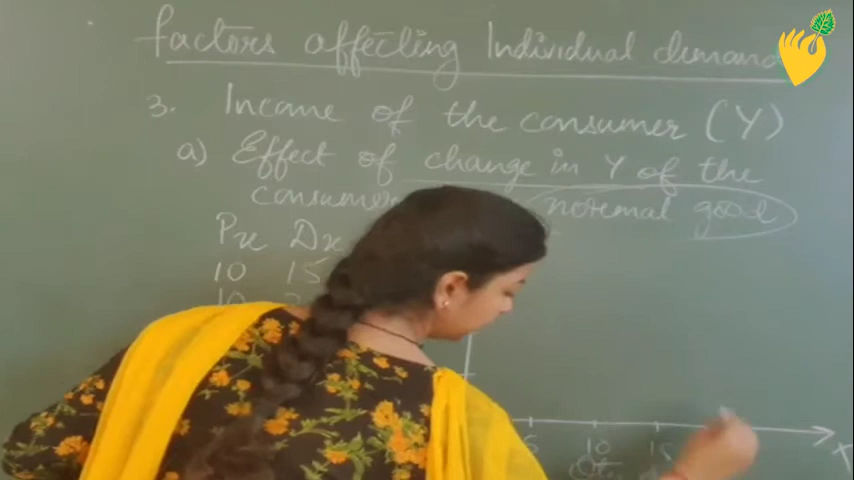 factors affecting Individual demand
3. Income of the consumer (Y)
a) Effect of change in Y of the
consumer normal good
Px Dx
10 15
10
5 10 15 X